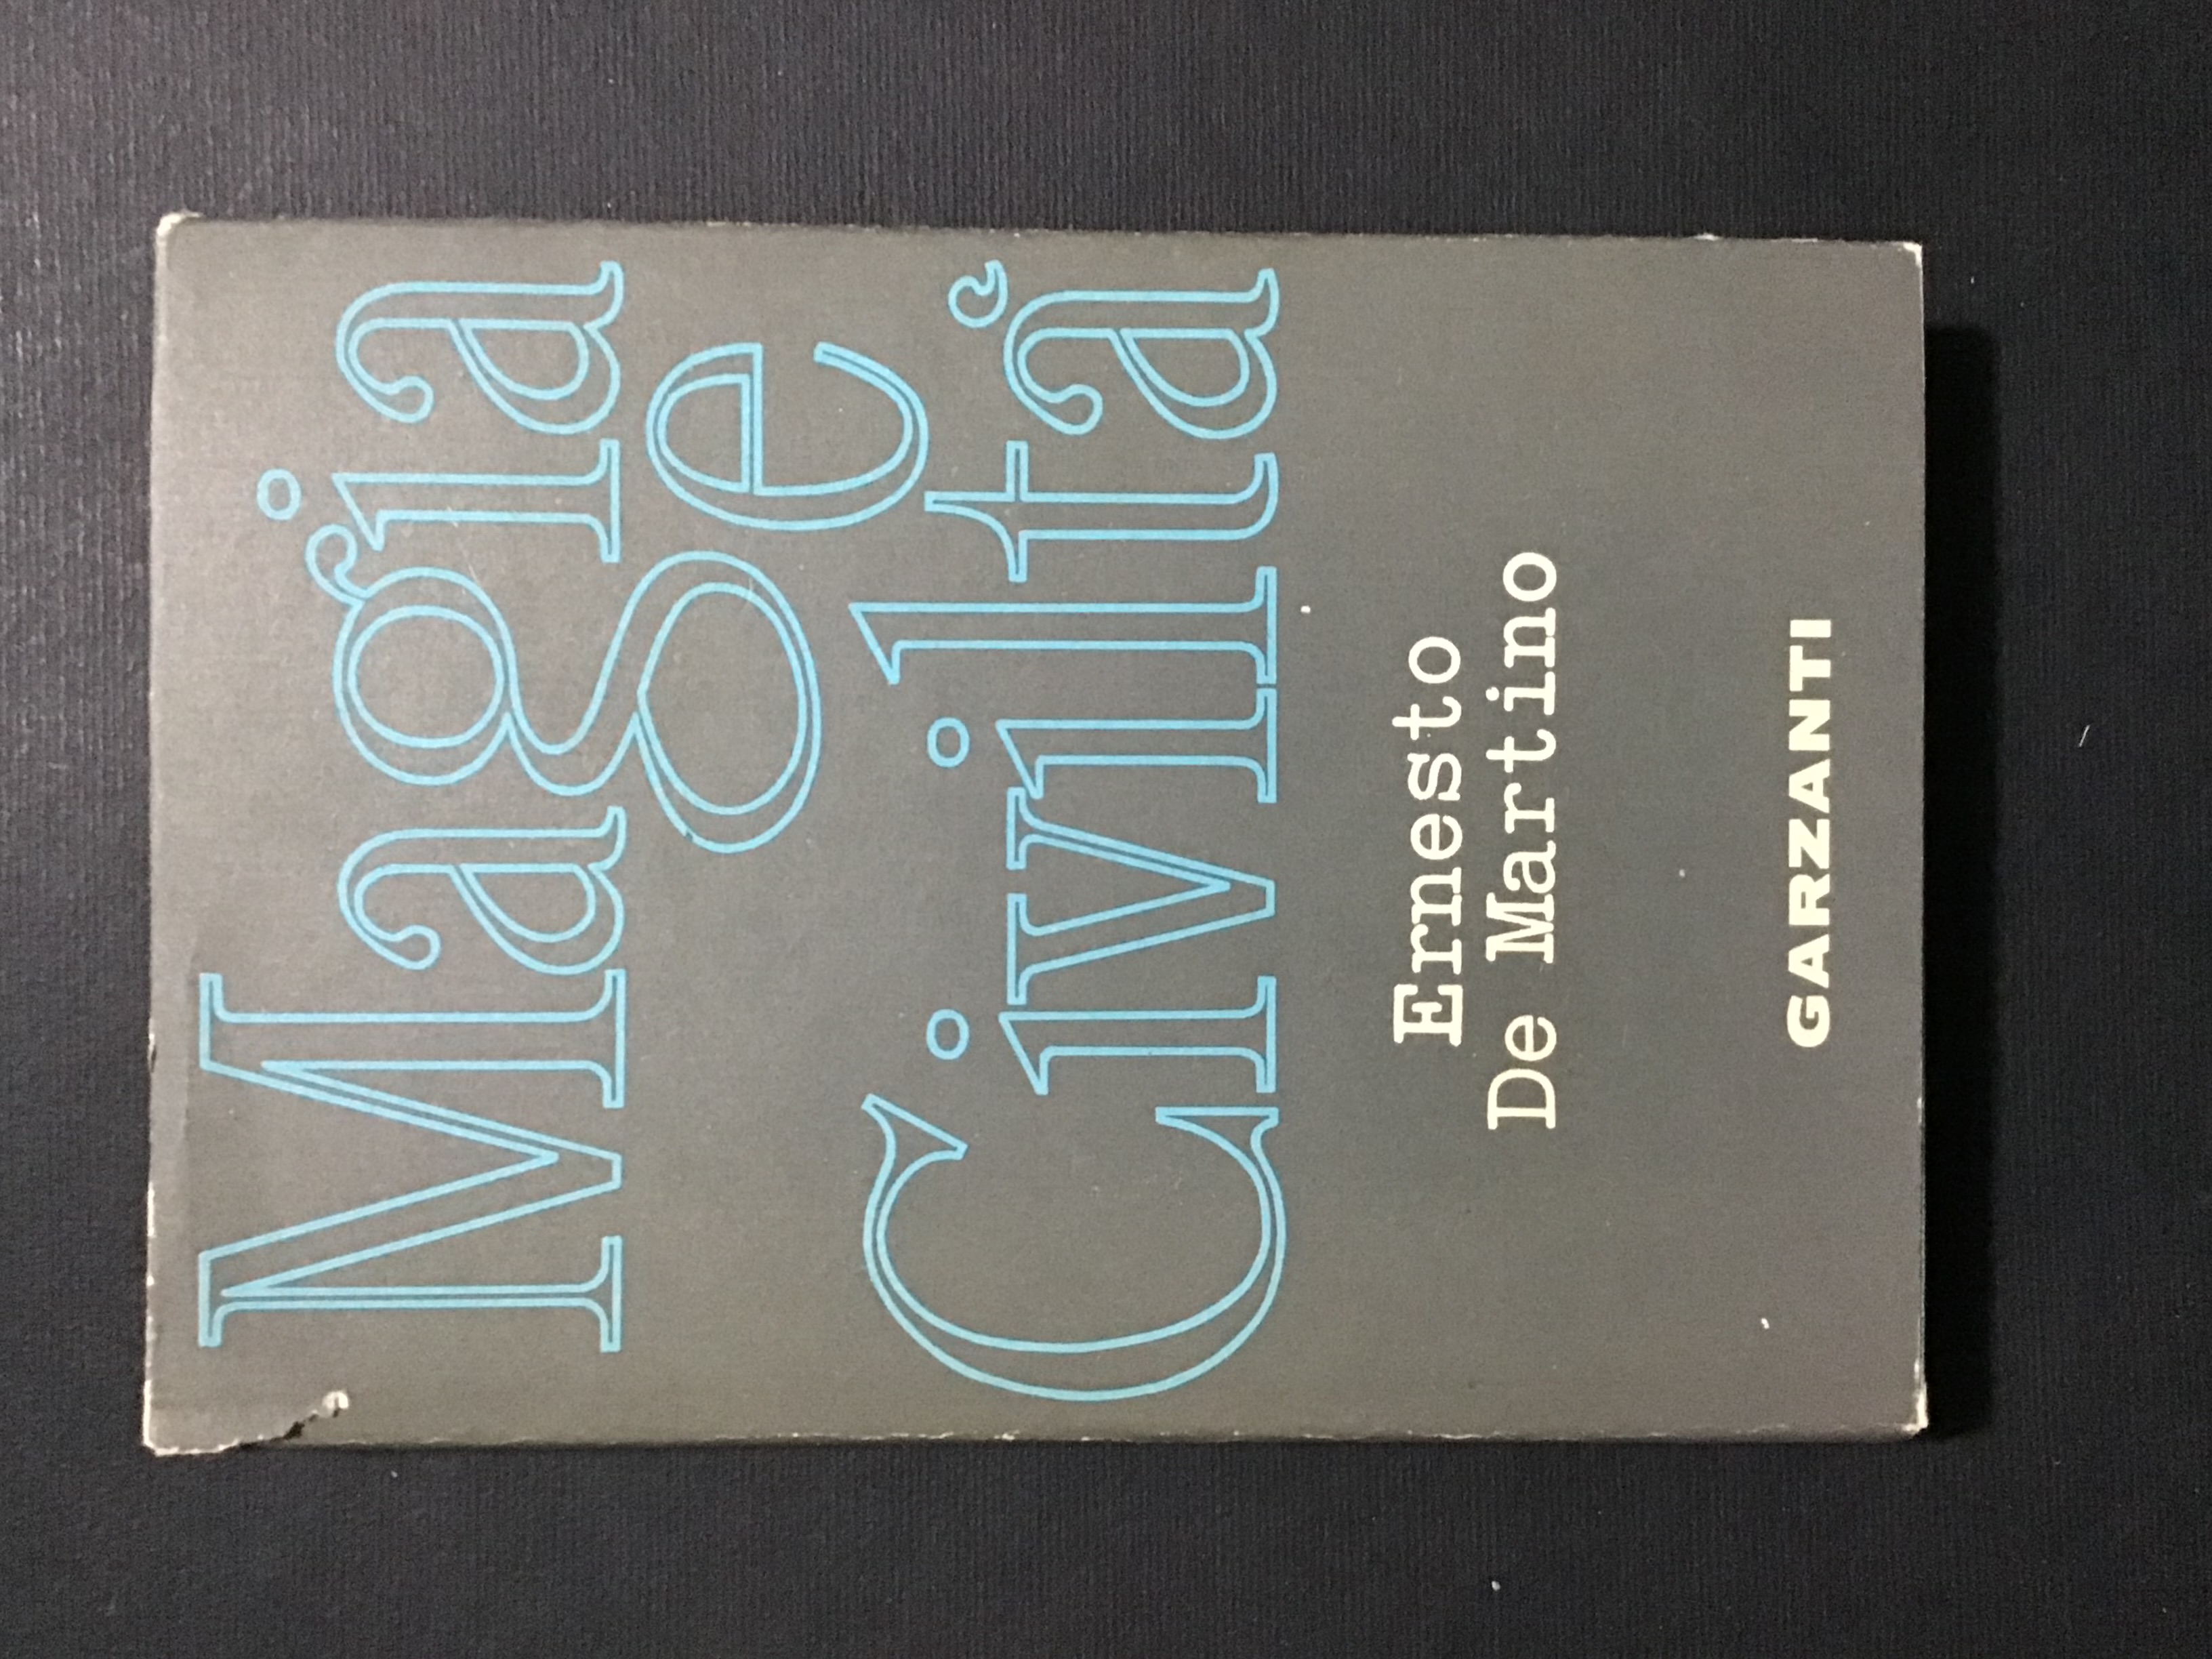 Magia
e
Civiltà
Ernesto
De Martino
GARZANTI